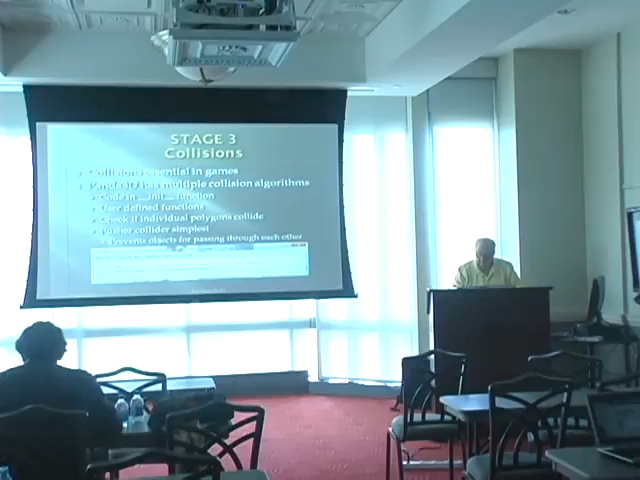 STAGE 3
Collisions
Collisions essential in games
Panda3D has multiple collision algorithms
Code in __init__ function
User defined functions
Check if individual polygons collide
Pusher collider simplest
Prevents objects for passing through each other